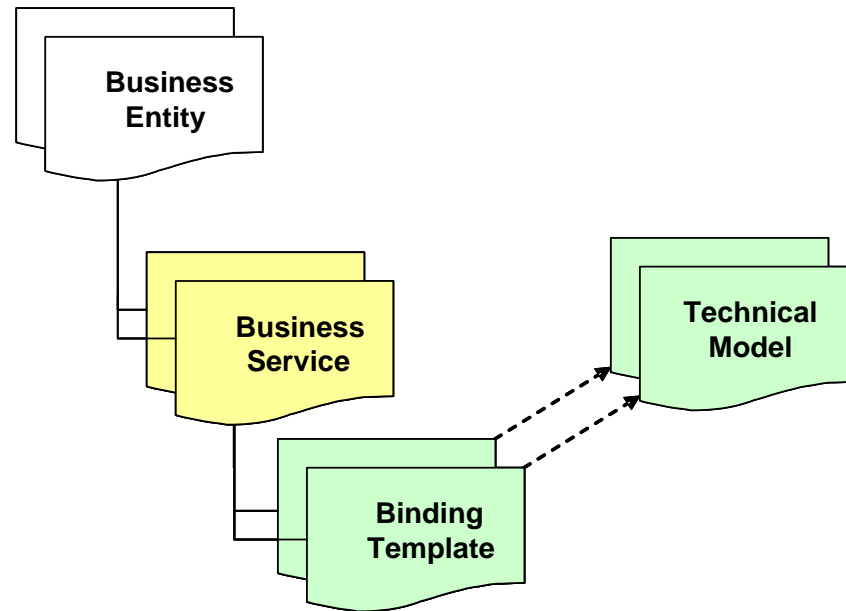 Business
Entity
Business
Service
Technical
Model
Binding
Template